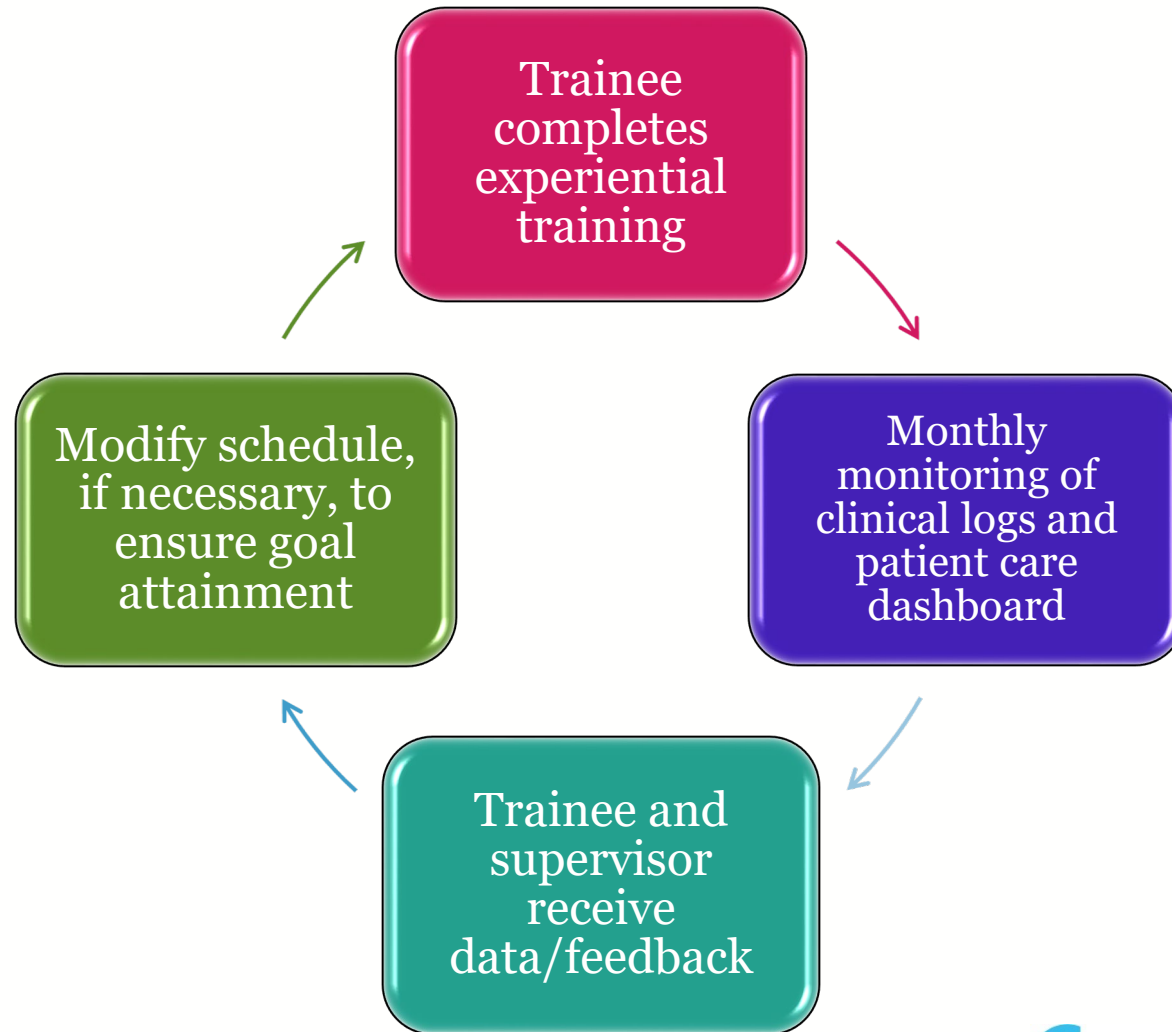 Trainee
completes
experiential
training
Monthly
monitoring of
clinical logs and
patient care
dashboard
Trainee and
supervisor
receive
data/feedback
Modify schedule,
if necessary, to
ensure goal
attainment